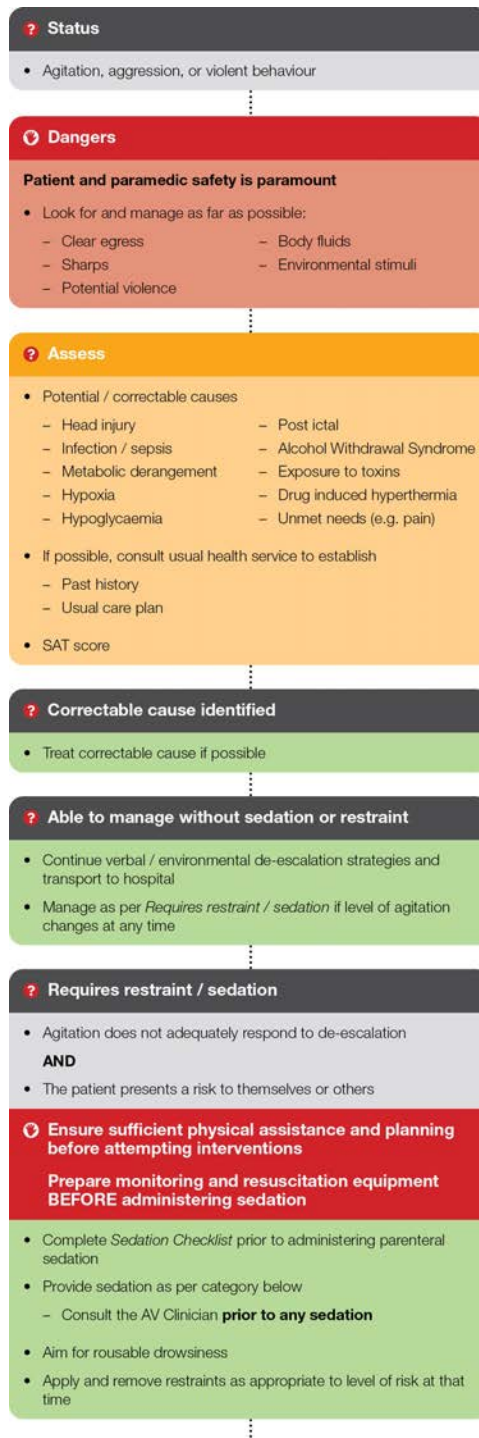 Status
• Agitation, aggression, or violent behaviour
Dangers
Patient and paramedic safety is paramount
• Look for and manage as far as possible:
– Clear egress
– Sharps
– Potential violence
– Body fluids
– Environmental stimuli
Assess
• Potential / correctable causes
– Head injury
– Infection / sepsis
– Metabolic derangement
– Hypoxia
– Hypoglycaemia
– Post ictal
– Alcohol Withdrawal Syndrome
– Exposure to toxins
– Drug induced hyperthermia
– Unmet needs (e.g. pain)
• If possible, consult usual health service to establish
– Past history
– Usual care plan
• SAT score
Correctable cause identified
• Treat correctable cause if possible
Able to manage without sedation or restraint
• Continue verbal / environmental de-escalation strategies and
transport to hospital
• Manage as per Requires restraint / sedation if level of agitation
changes at any time
Requires restraint / sedation
• Agitation does not adequately respond to de-escalation
AND
• The patient presents a risk to themselves or others
Ensure sufficient physical assistance and planning
before attempting interventions
Prepare monitoring and resuscitation equipment
BEFORE administering sedation
• Complete Sedation Checklist prior to administering parenteral
sedation
• Provide sedation as per category below
– Consult the AV Clinician prior to any sedation
• Aim for rousable drowsiness
• Apply and remove restraints as appropriate to level of risk at that
time